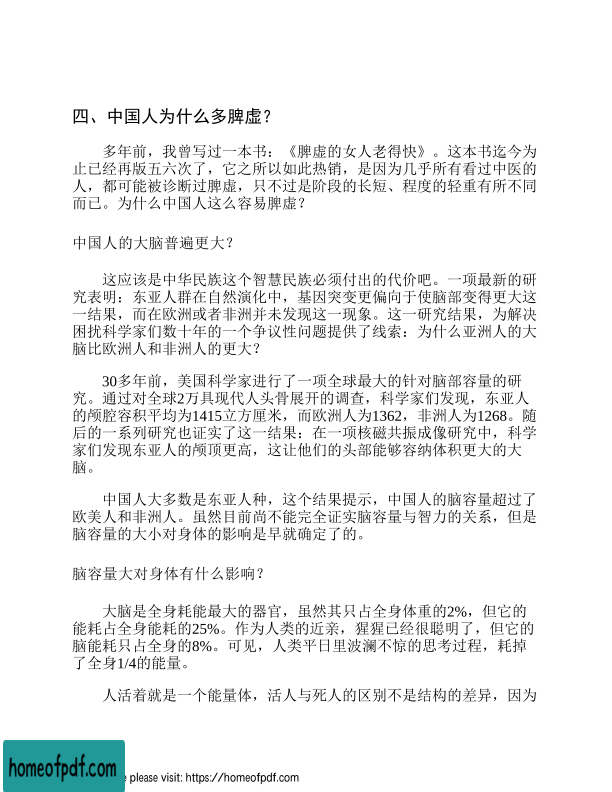 四、中国人为什么多脾虚？
多年前，我曾写过一本书：《脾虚的女人老得快》。这本书迄今为
止已经再版五六次了，它之所以如此热销，是因为几乎所有看过中医的
人，都可能被诊断过脾虚，只不过是阶段的长短、程度的轻重有所不同
而已。为什么中国人这么容易脾虚？
中国人的大脑普遍更大？
这应该是中华民族这个智慧民族必须付出的代价吧。一项最新的研
究表明：东亚人群在自然演化中，基因突变更偏向于使脑部变得更大这
一结果，而在欧洲或者非洲并未发现这一现象。这一研究结果，为解决
困扰科学家们数十年的一个争议性问题提供了线索：为什么亚洲人的大
脑比欧洲人和非洲人的更大？
30多年前，美国科学家进行了一项全球最大的针对脑部容量的研
究。通过对全球2万具现代人头骨展开的调查，科学家们发现，东亚人
的颅腔容积平均为1415立方厘米，而欧洲人为1362，非洲人为1268。随
后的一系列研究也证实了这一结果：在一项核磁共振成像研究中，科学
家们发现东亚人的颅顶更高，这让他们的头部能够容纳体积更大的大
脑。
中国人大多数是东亚人种，这个结果提示，中国人的脑容量超过了
欧美人和非洲人。虽然目前尚不能完全证实脑容量与智力的关系，但是
脑容量的大小对身体的影响是早就确定了的。
脑容量大对身体有什么影响？
大脑是全身耗能最大的器官，虽然其只占全身体重的2%，但它的
能耗占全身能耗的25%。作为人类的近亲，猩猩已经很聪明了，但它的
脑能耗只占全身的8%。可见，人类平日里波澜不惊的思考过程，耗掉
了全身1/4的能量。
人活着就是一个能量体，活人与死人的区别不是结构的差异，因为
homeofpdf.com
e please visit: https://homeofpdf.com